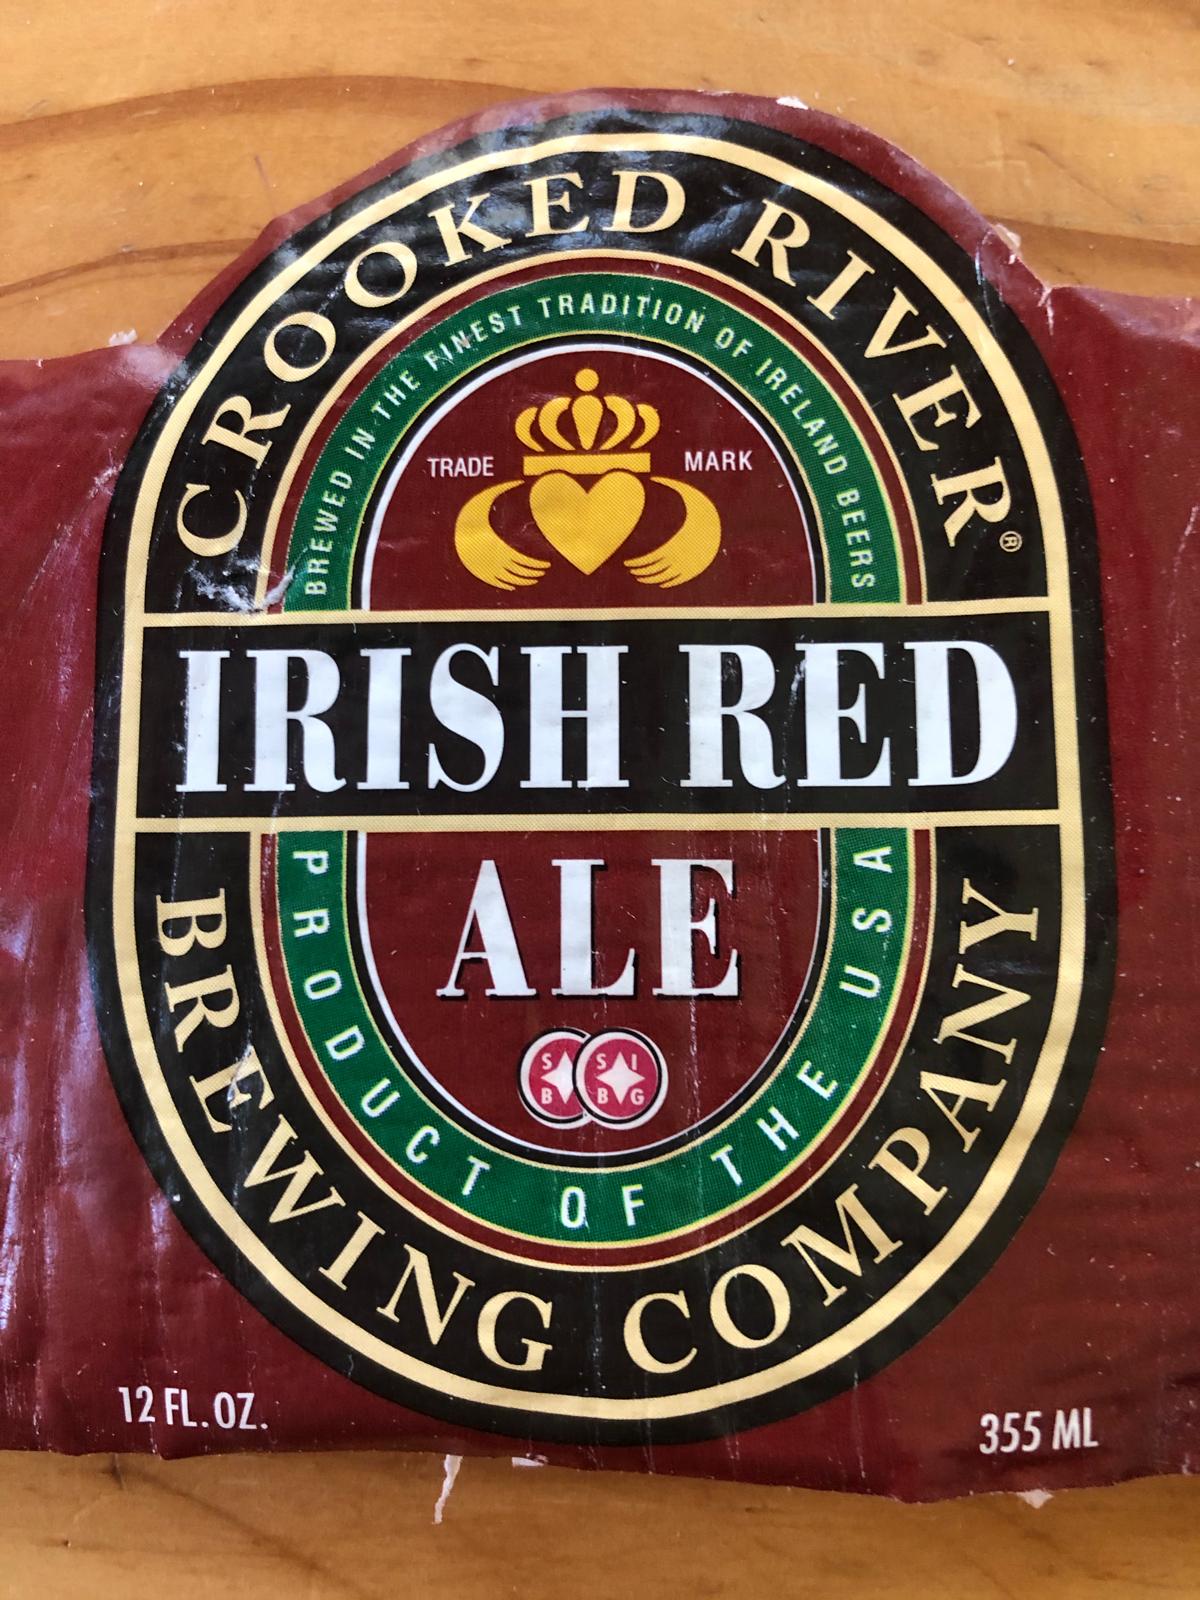 CROOKED RIVER®
BREWED IN THE FINEST TRADITION OF IRELAND BEERS
TRADE MARK
IRISH RED
ALE
S
B
S I
B G
PRODUCT OF THE USA
BREWING COMPANY
12 FL. OZ.
355 ML